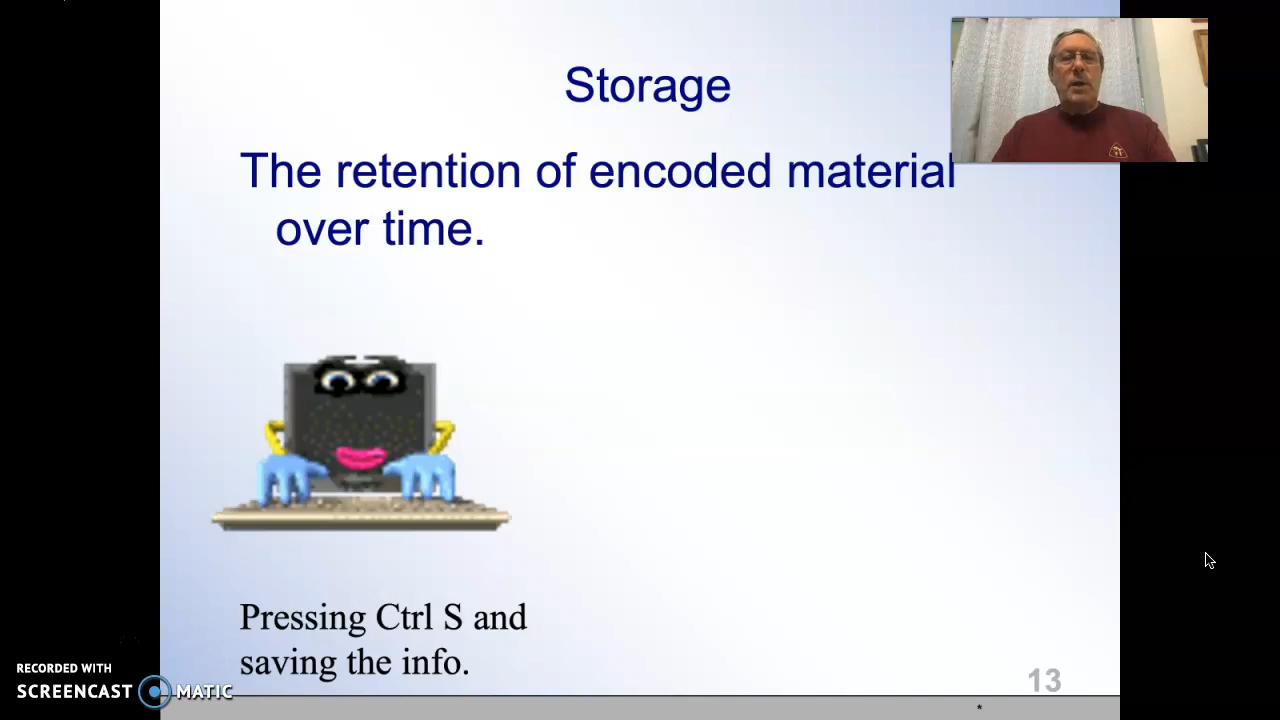 Storage
The retention of encoded material
over time.
Pressing Ctrl S and
saving the info.
13
*
RECORDED WITH
SCREENCAST MATIC